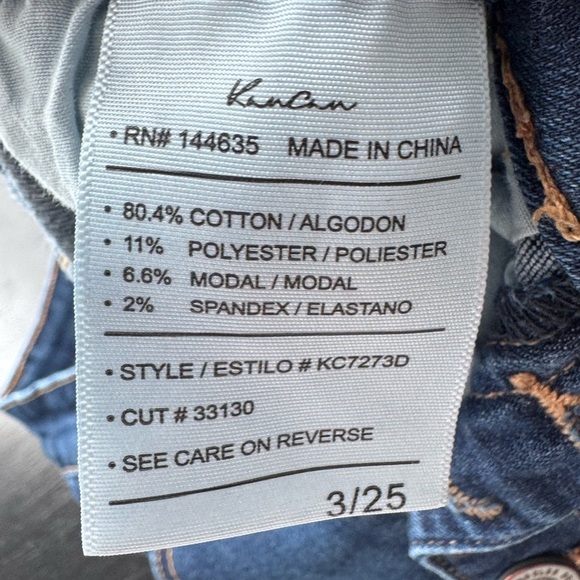 KanCan
• RN# 144635 MADE IN CHINA
• 80.4% COTTON / ALGODON
• 11% POLYESTER / POLIESTER
• 6.6% MODAL / MODAL
• 2% SPANDEX / ELASTANO
• STYLE / ESTILO # KC7273D
• CUT # 33130
• SEE CARE ON REVERSE
3/25